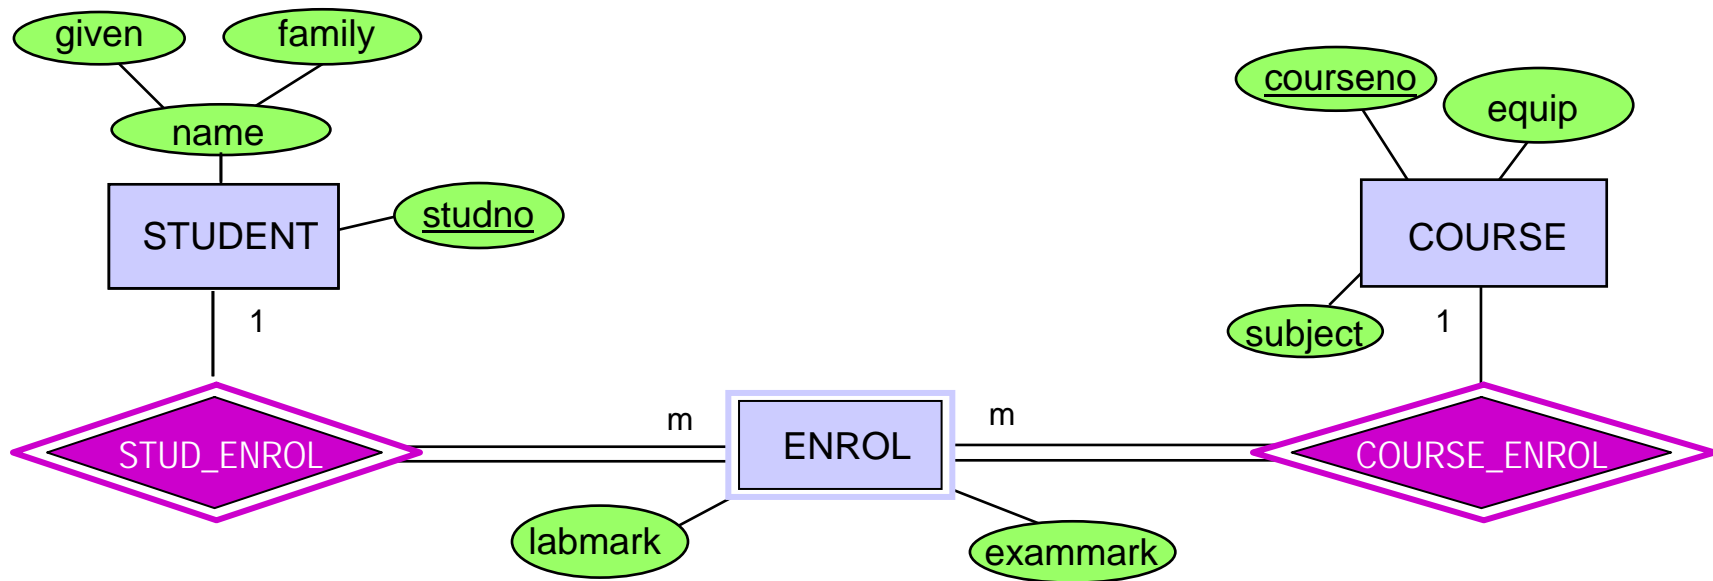 given
family
name
courseno
equip
STUDENT
studno
COURSE
1
subject
1
STUD_ENROL
m
ENROL
m
COURSE_ENROL
labmark
exammark